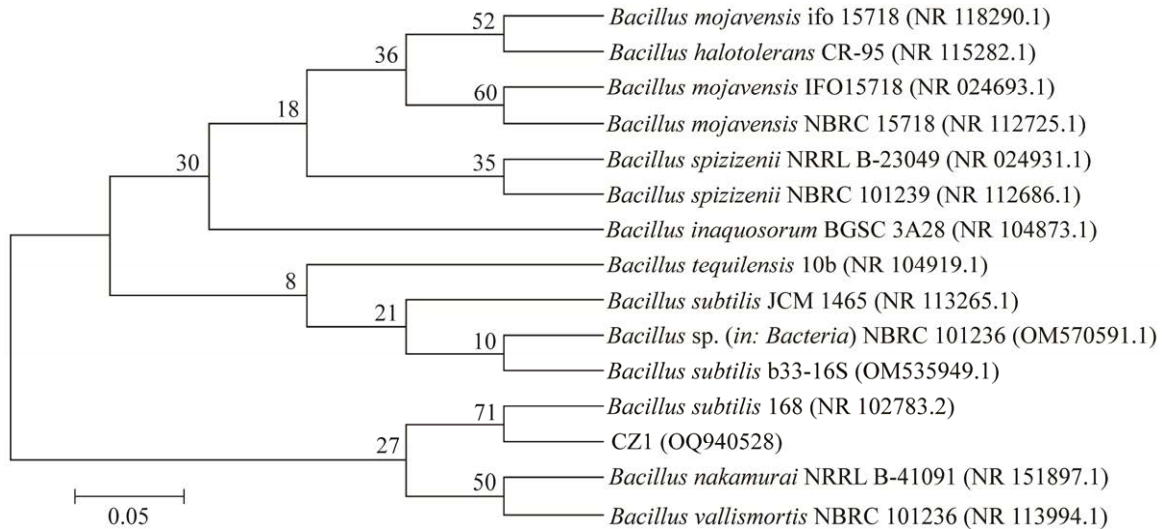 52
Bacillus mojavensis ifo 15718 (NR 118290.1)
Bacillus halotolerans CR-95 (NR 115282.1)
36
60
Bacillus mojavensis IFO15718 (NR 024693.1)
Bacillus mojavensis NBRC 15718 (NR 112725.1)
18
35
Bacillus spizizenii NRRL B-23049 (NR 024931.1)
Bacillus spizizenii NBRC 101239 (NR 112686.1)
30
Bacillus inaquosorum BGSC 3A28 (NR 104873.1)
8
Bacillus tequilensis 10b (NR 104919.1)
21
Bacillus subtilis JCM 1465 (NR 113265.1)
10
Bacillus sp. (in: Bacteria) NBRC 101236 (OM570591.1)
Bacillus subtilis b33-16S (OM535949.1)
71
Bacillus subtilis 168 (NR 102783.2)
CZ1 (OQ940528)
27
50
Bacillus nakamurai NRRL B-41091 (NR 151897.1)
Bacillus vallismortis NBRC 101236 (NR 113994.1)
0.05